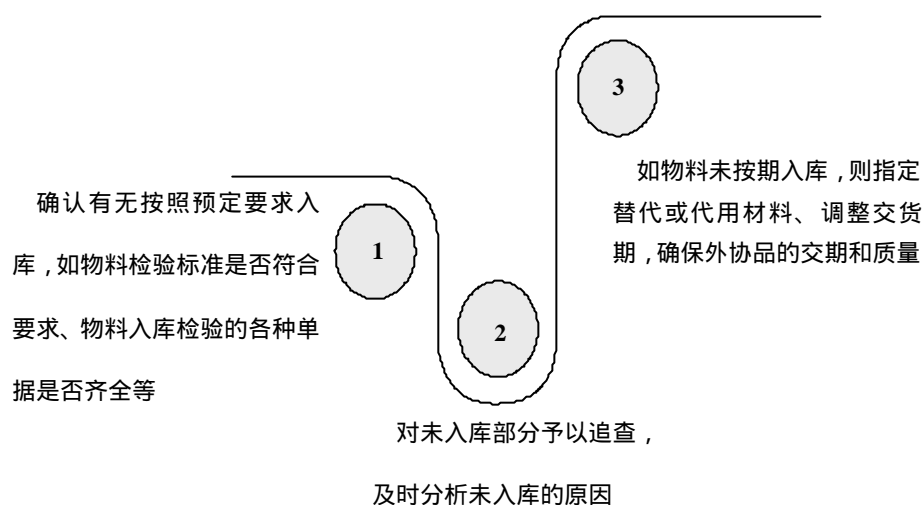 1
确认有无按照预定要求入
库,如物料检验标准是否符合
要求、物料入库检验的各种单
据是否齐全等
2
对未入库部分予以追查,
及时分析未入库的原因
3
如物料未按期入库,则指定
替代或代用材料、调整交货
期,确保外协品的交期和质量